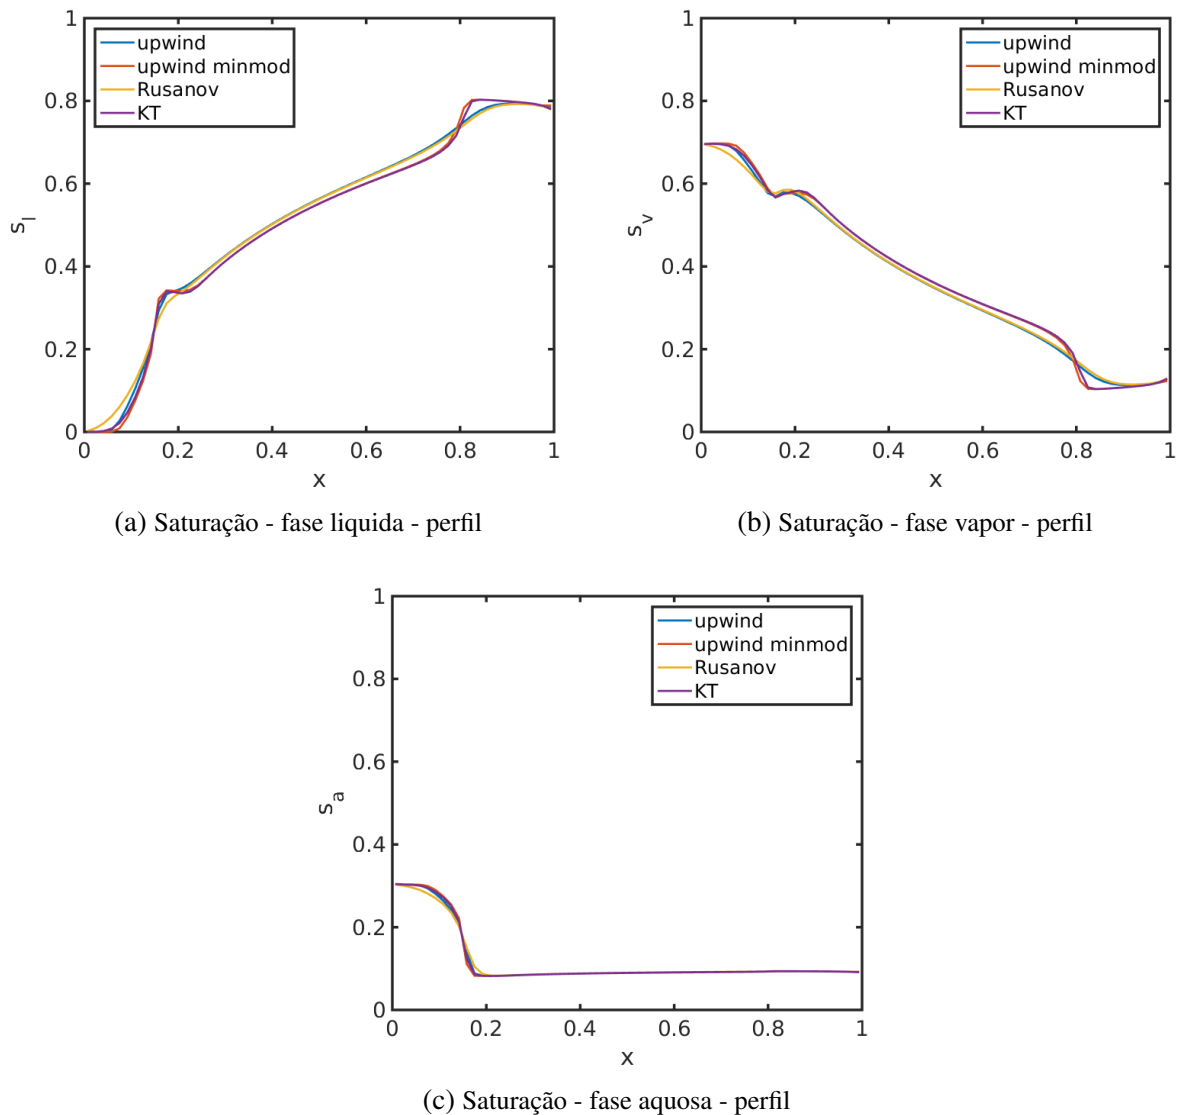 1
0.8
0.6
0.4
0.2
0
0 0.2 0.4 0.6 0.8 1
s_l
x
upwind
upwind minmod
Rusanov
KT
(a) Saturação - fase liquida - perfil
1
0.8
0.6
0.4
0.2
0
0 0.2 0.4 0.6 0.8 1
s_v
x
upwind
upwind minmod
Rusanov
KT
(b) Saturação - fase vapor - perfil
1
0.8
0.6
0.4
0.2
0
0 0.2 0.4 0.6 0.8 1
s_a
x
upwind
upwind minmod
Rusanov
KT
(c) Saturação - fase aquosa - perfil